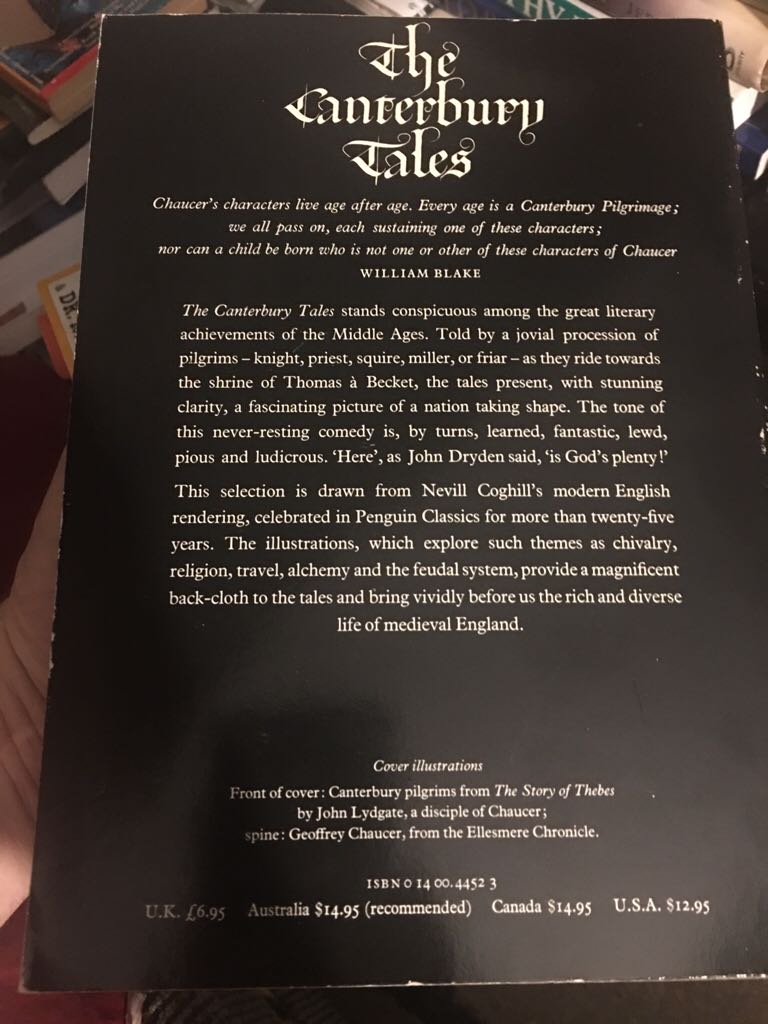 The
Canterbury
Tales
Chaucer's characters live age after age. Every age is a Canterbury Pilgrimage;
we all pass on, each sustaining one of these characters;
nor can a child be born who is not one or other of these characters of Chaucer
WILLIAM BLAKE
The Canterbury Tales stands conspicuous among the great literary
achievements of the Middle Ages. Told by a jovial procession of
pilgrims – knight, priest, squire, miller, or friar – as they ride towards
the shrine of Thomas à Becket, the tales present, with stunning
clarity, a fascinating picture of a nation taking shape. The tone of
this never-resting comedy is, by turns, learned, fantastic, lewd,
pious and ludicrous. 'Here', as John Dryden said, 'is God's plenty!'
This selection is drawn from Nevill Coghill's modern English
rendering, celebrated in Penguin Classics for more than twenty-five
years. The illustrations, which explore such themes as chivalry,
religion, travel, alchemy and the feudal system, provide a magnificent
back-cloth to the tales and bring vividly before us the rich and diverse
life of medieval England.
Cover illustrations
Front of cover: Canterbury pilgrims from The Story of Thebes
by John Lydgate, a disciple of Chaucer;
spine: Geoffrey Chaucer, from the Ellesmere Chronicle.
ISBN 0 14 00.4452 3
U.K. £6.95 Australia $14.95 (recommended) Canada $14.95 U.S.A. $12.95
& DR.